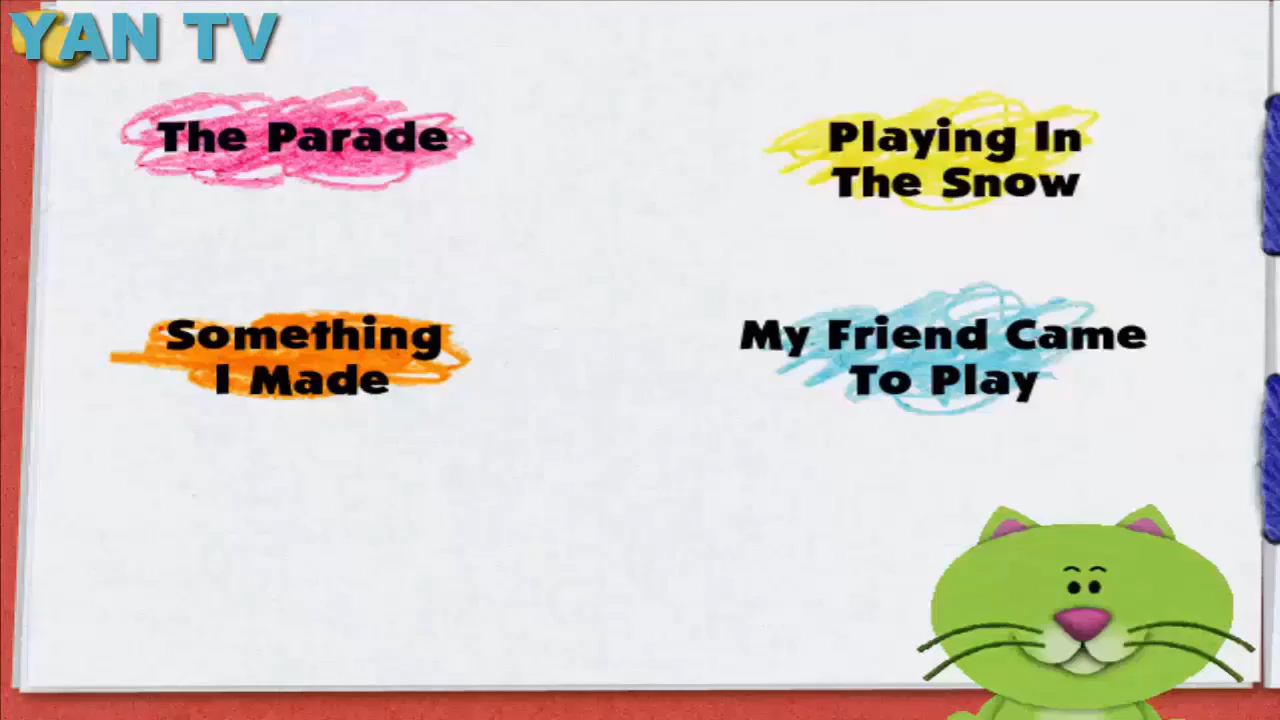 YAN TV
The Parade
Playing In
The Snow
Something
I Made
My Friend Came
To Play